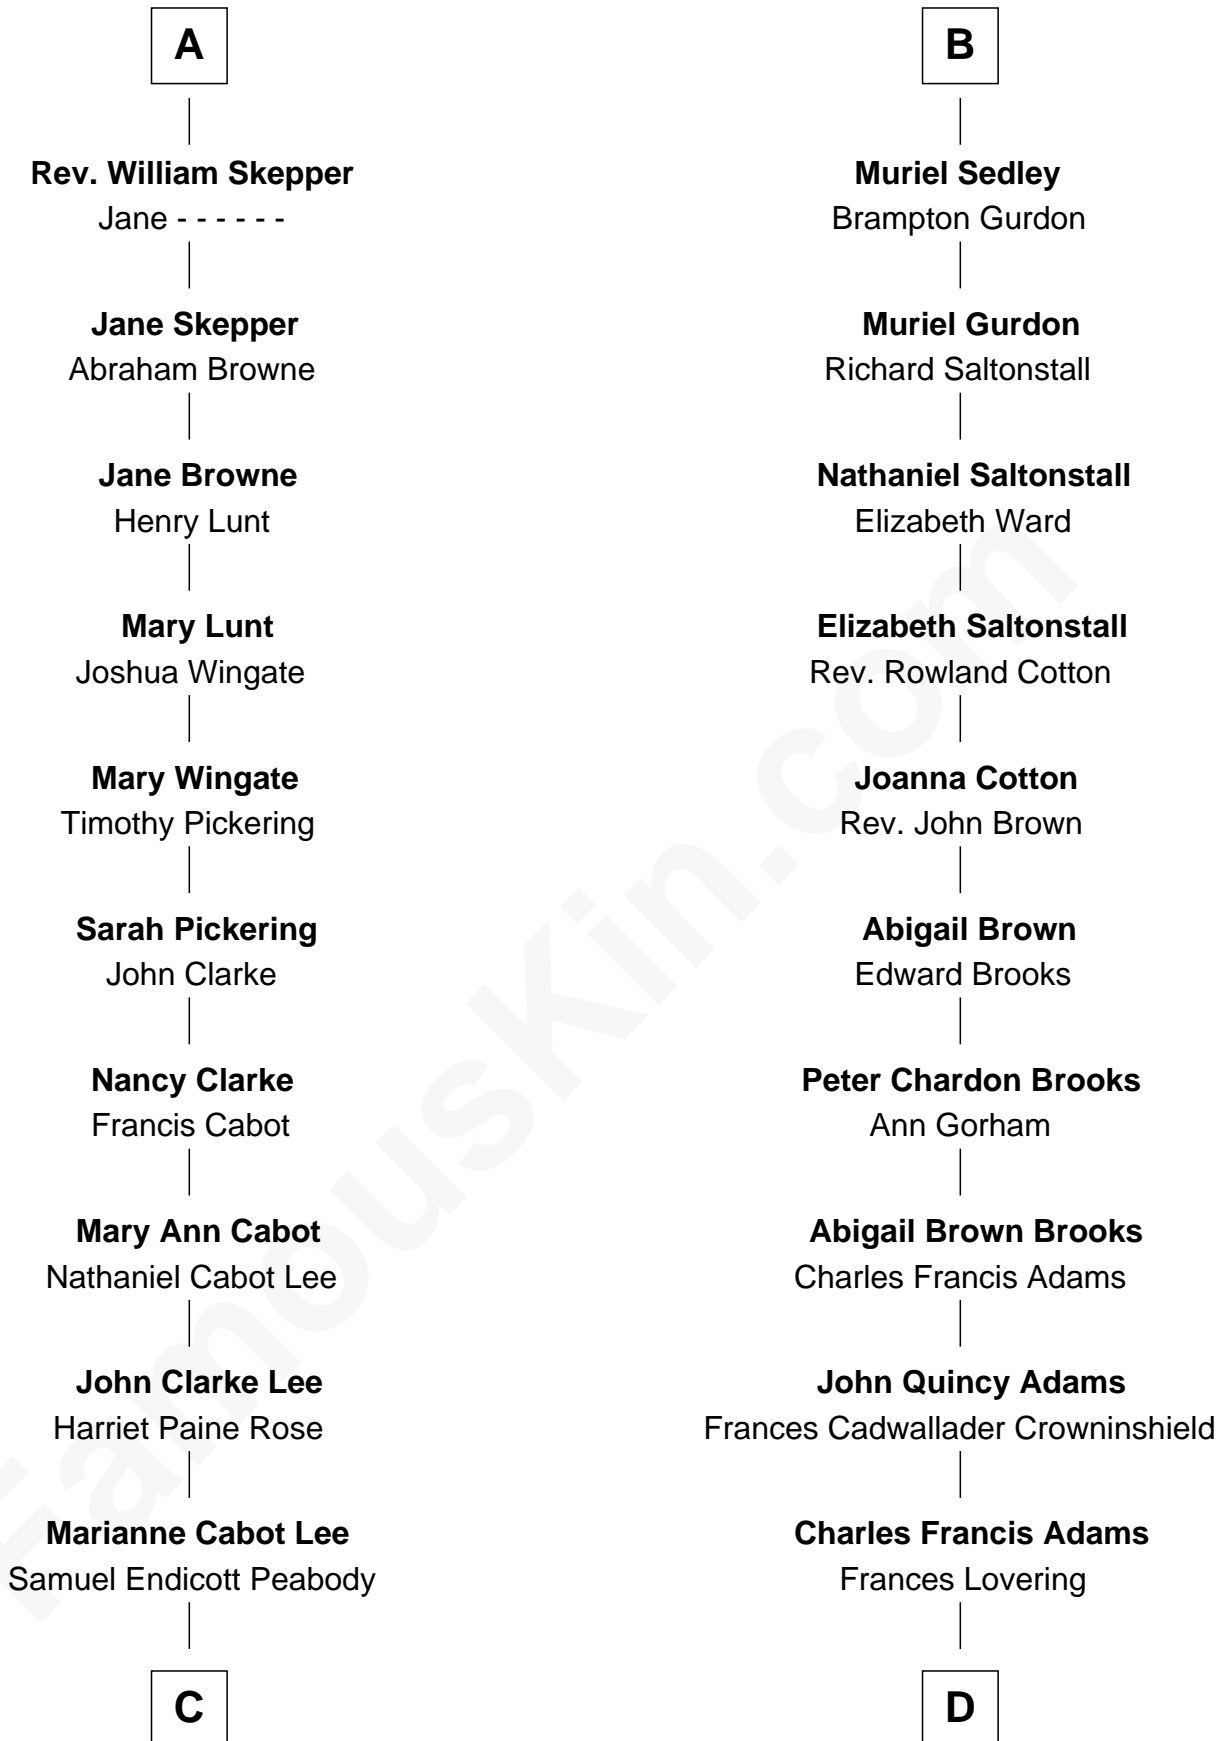 A
Rev. William Skepper
Jane - - - - - -
Jane Skepper
Abraham Browne
Jane Browne
Henry Lunt
Mary Lunt
Joshua Wingate
Mary Wingate
Timothy Pickering
Sarah Pickering
John Clarke
Nancy Clarke
Francis Cabot
Mary Ann Cabot
Nathaniel Cabot Lee
John Clarke Lee
Harriet Paine Rose
Marianne Cabot Lee
Samuel Endicott Peabody
C
B
Muriel Sedley
Brampton Gurdon
Muriel Gurdon
Richard Saltonstall
Nathaniel Saltonstall
Elizabeth Ward
Elizabeth Saltonstall
Rev. Rowland Cotton
Joanna Cotton
Rev. John Brown
Abigail Brown
Edward Brooks
Peter Chardon Brooks
Ann Gorham
Abigail Brown Brooks
Charles Francis Adams
John Quincy Adams
Frances Cadwallader Crowninshield
Charles Francis Adams
Frances Lovering
D
FamousKin.com